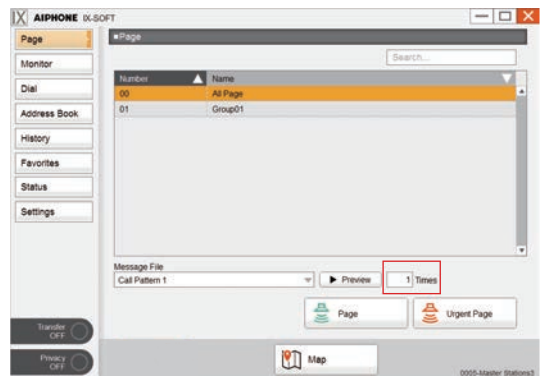 IX AIPHONE IX-SOFT
Page
Monitor
Dial
Address Book
History
Favorites
Status
Settings
Transfer
OFF
Privacy
OFF
■Page
Search...
Number Name
00 All Page
01 Group01
Message File
Call Pattern 1
Preview
1 Times
Page
Urgent Page
Map
0005-Master Stations3